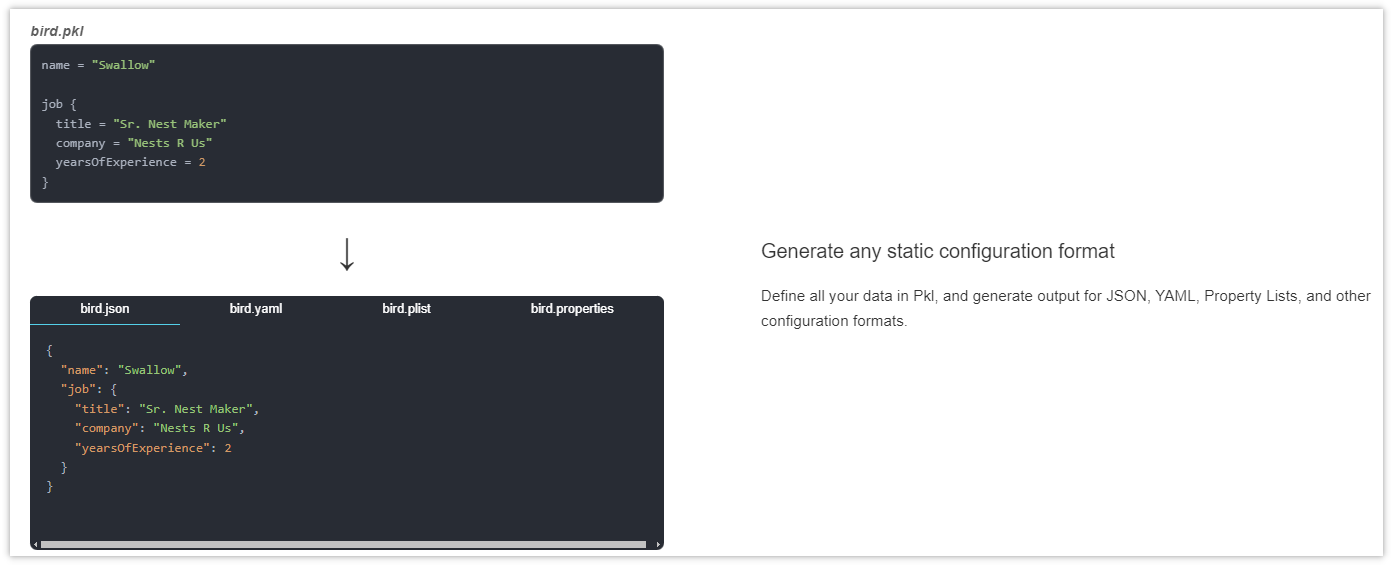 bird.pkl
name = "Swallow"
job {
  title = "Sr. Nest Maker"
  company = "Nests R Us"
  yearsOfExperience = 2
}
↓
bird.json bird.yaml bird.plist bird.properties
{
  "name": "Swallow",
  "job": {
    "title": "Sr. Nest Maker",
    "company": "Nests R Us",
    "yearsOfExperience": 2
  }
}
Generate any static configuration format
Define all your data in Pkl, and generate output for JSON, YAML, Property Lists, and other
configuration formats.